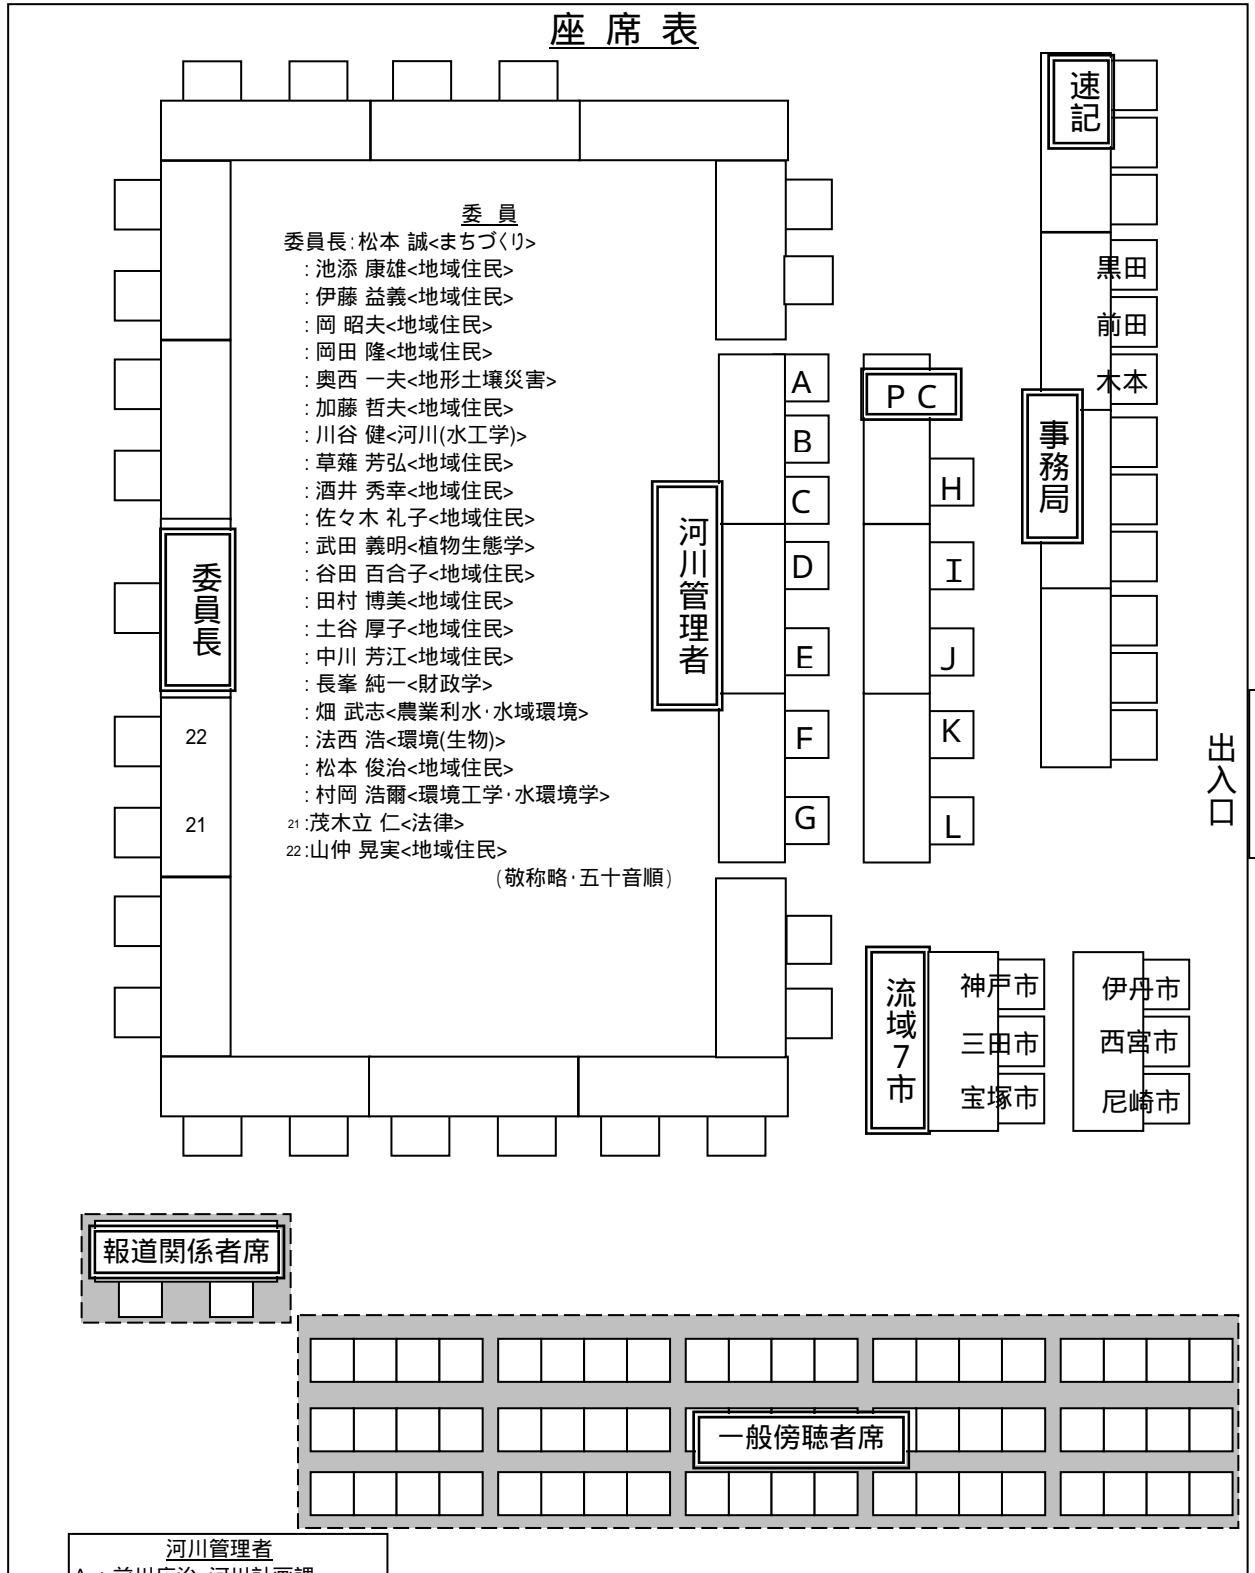 座 席 表
速記
委 員
委員長:松本 誠<まちづくり>
:池添 康雄<地域住民>
:伊藤 益義<地域住民>
:岡 昭夫<地域住民>
:岡田 隆<地域住民>
:奥西 一夫<地形土壌災害>
:加藤 哲夫<地域住民>
:川谷 健<河川(水工学)>
:草薙 芳弘<地域住民>
:酒井 秀幸<地域住民>
:佐々木 礼子<地域住民>
:武田 義明<植物生態学>
:谷田 百合子<地域住民>
:田村 博美<地域住民>
:土谷 厚子<地域住民>
:中川 芳江<地域住民>
:長峯 純一<財政学>
:畑 武志<農業利水・水域環境>
:法西 浩<環境(生物)>
:松本 俊治<地域住民>
:村岡 浩爾<環境工学・水環境学>
21:茂木立 仁<法律>
22:山仲 晃実<地域住民>
(敬称略・五十音順)
委員長
22
21
河川管理者
A
B
C
D
E
F
G
PC
H
I
J
K
L
黒田
前田
木本
事務局
出入口
流域7市
神戸市
三田市
宝塚市
伊丹市
西宮市
尼崎市
報道関係者席
一般傍聴者席
河川管理者